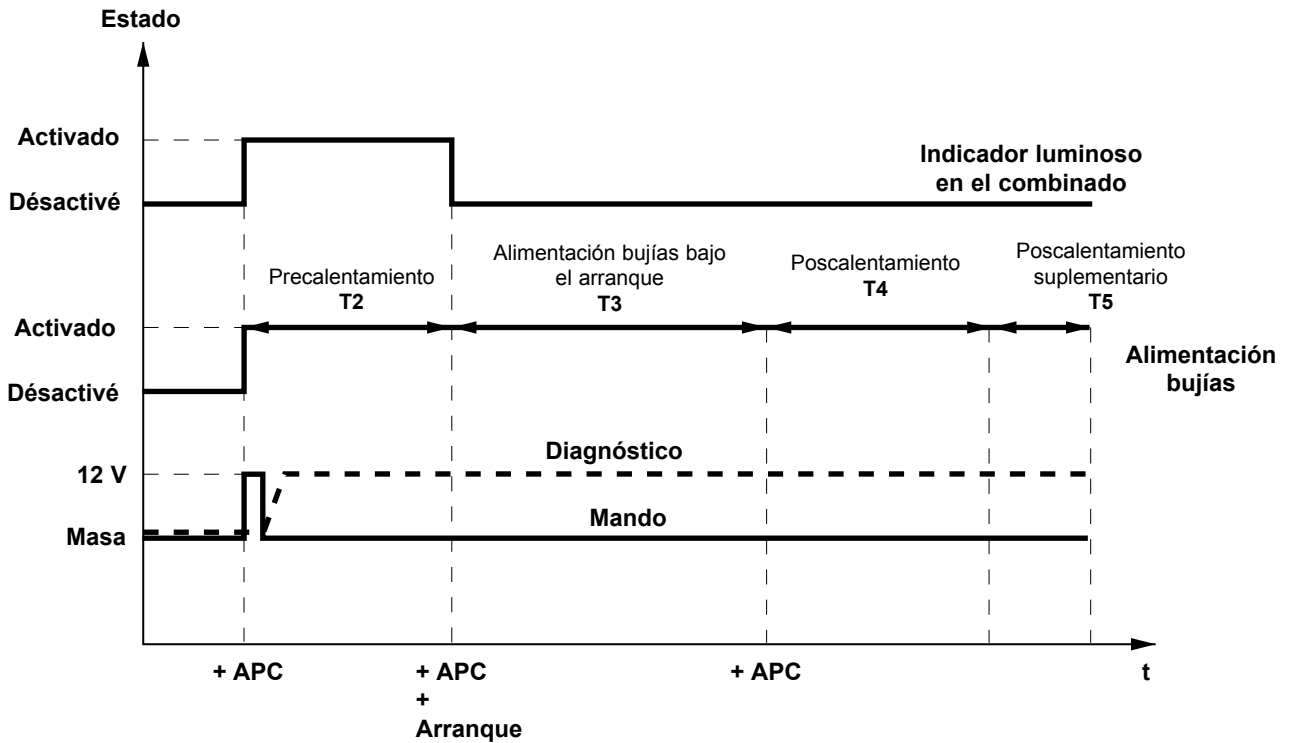 Estado
Activado
Indicador luminoso
en el combinado
Désactivé
Precalentamiento
T2
Alimentación bujías bajo
el arranque
T3
Poscalentamiento
T4
Poscalentamiento
suplementario
T5
Activado
Alimentación
bujías
Désactivé
Diagnóstico
12 V
Mando
Masa
+ APC
+ APC
+
Arranque
+ APC
t